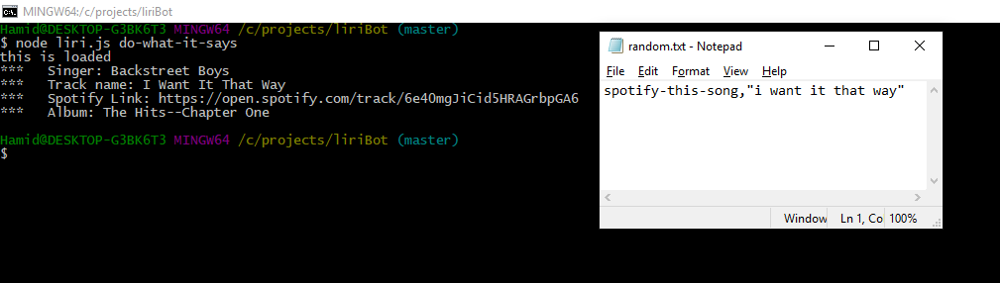 MINGW64:/c/projects/liriBot
Hamid@DESKTOP-G3BK6T3 MINGW64 /c/projects/liriBot (master)
$ node liri.js do-what-it-says
this is loaded
***   Singer: Backstreet Boys
***   Track name: I Want It That Way
***   Spotify Link: https://open.spotify.com/track/6e40mgJiCid5HRAGrbpGA6
***   Album: The Hits--Chapter One
Hamid@DESKTOP-G3BK6T3 MINGW64 /c/projects/liriBot (master)
$
random.txt - Notepad
File Edit Format View Help
spotify-this-song,"i want it that way"
Window Ln 1, Co 100%